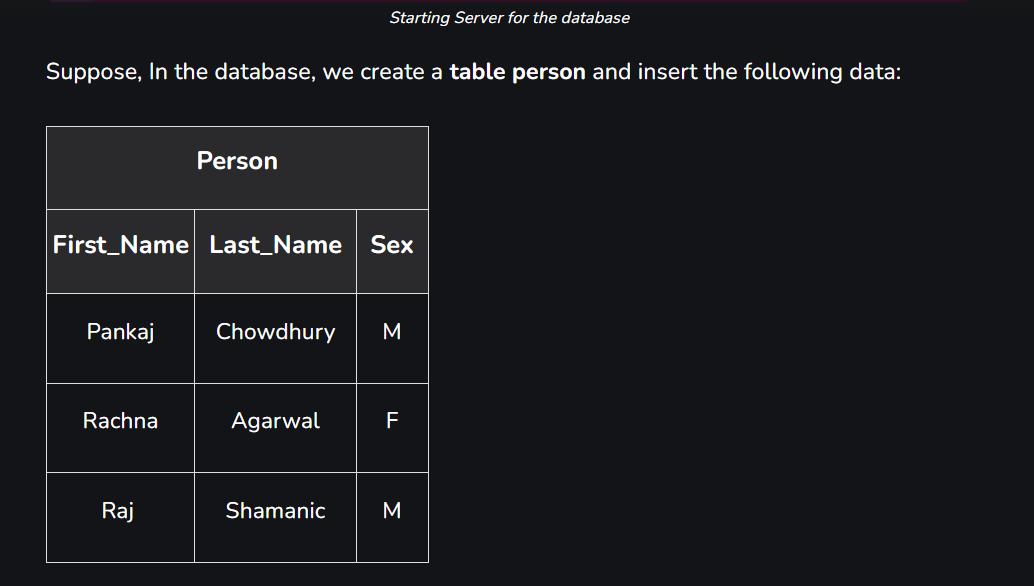 Starting Server for the database
Suppose, In the database, we create a table person and insert the following data:
Person
First_Name Last_Name Sex
Pankaj Chowdhury M
Rachna Agarwal F
Raj Shamanic M